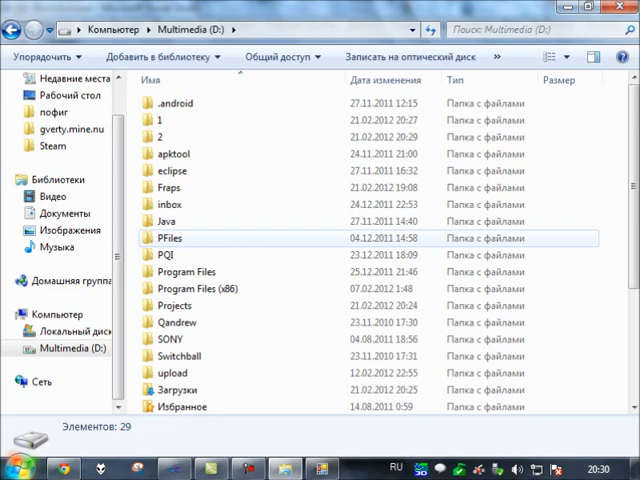 Компьютер ▸ Multimedia (D:) ▸
Поиск: Multimedia (D:)
Упорядочить Добавить в библиотеку Общий доступ Записать на оптический диск »
Недавние места
Рабочий стол
пофиг
gverty.mine.nu
Steam
Библиотеки
Видео
Документы
Изображения
Музыка
Домашняя группа
Компьютер
Локальный диск
Multimedia (D:)
Сеть
Имя Дата изменения Тип Размер
.android 27.11.2011 12:15 Папка с файлами
1 21.02.2012 20:27 Папка с файлами
2 21.02.2012 20:29 Папка с файлами
apktool 24.11.2011 21:00 Папка с файлами
eclipse 27.11.2011 16:32 Папка с файлами
Fraps 21.02.2012 19:08 Папка с файлами
inbox 24.12.2011 22:53 Папка с файлами
Java 27.11.2011 14:40 Папка с файлами
PFiles 04.12.2011 14:58 Папка с файлами
PQI 23.12.2011 18:09 Папка с файлами
Program Files 25.12.2011 21:46 Папка с файлами
Program Files (x86) 07.02.2012 1:48 Папка с файлами
Projects 21.02.2012 20:24 Папка с файлами
Qandrew 23.11.2010 17:30 Папка с файлами
SONY 04.08.2011 18:56 Папка с файлами
Switchball 23.11.2010 17:31 Папка с файлами
upload 12.02.2012 22:55 Папка с файлами
Загрузки 21.02.2012 20:25 Папка с файлами
Избранное 14.08.2011 0:59 Папка с файлами
Элементов: 29
RU 20:30